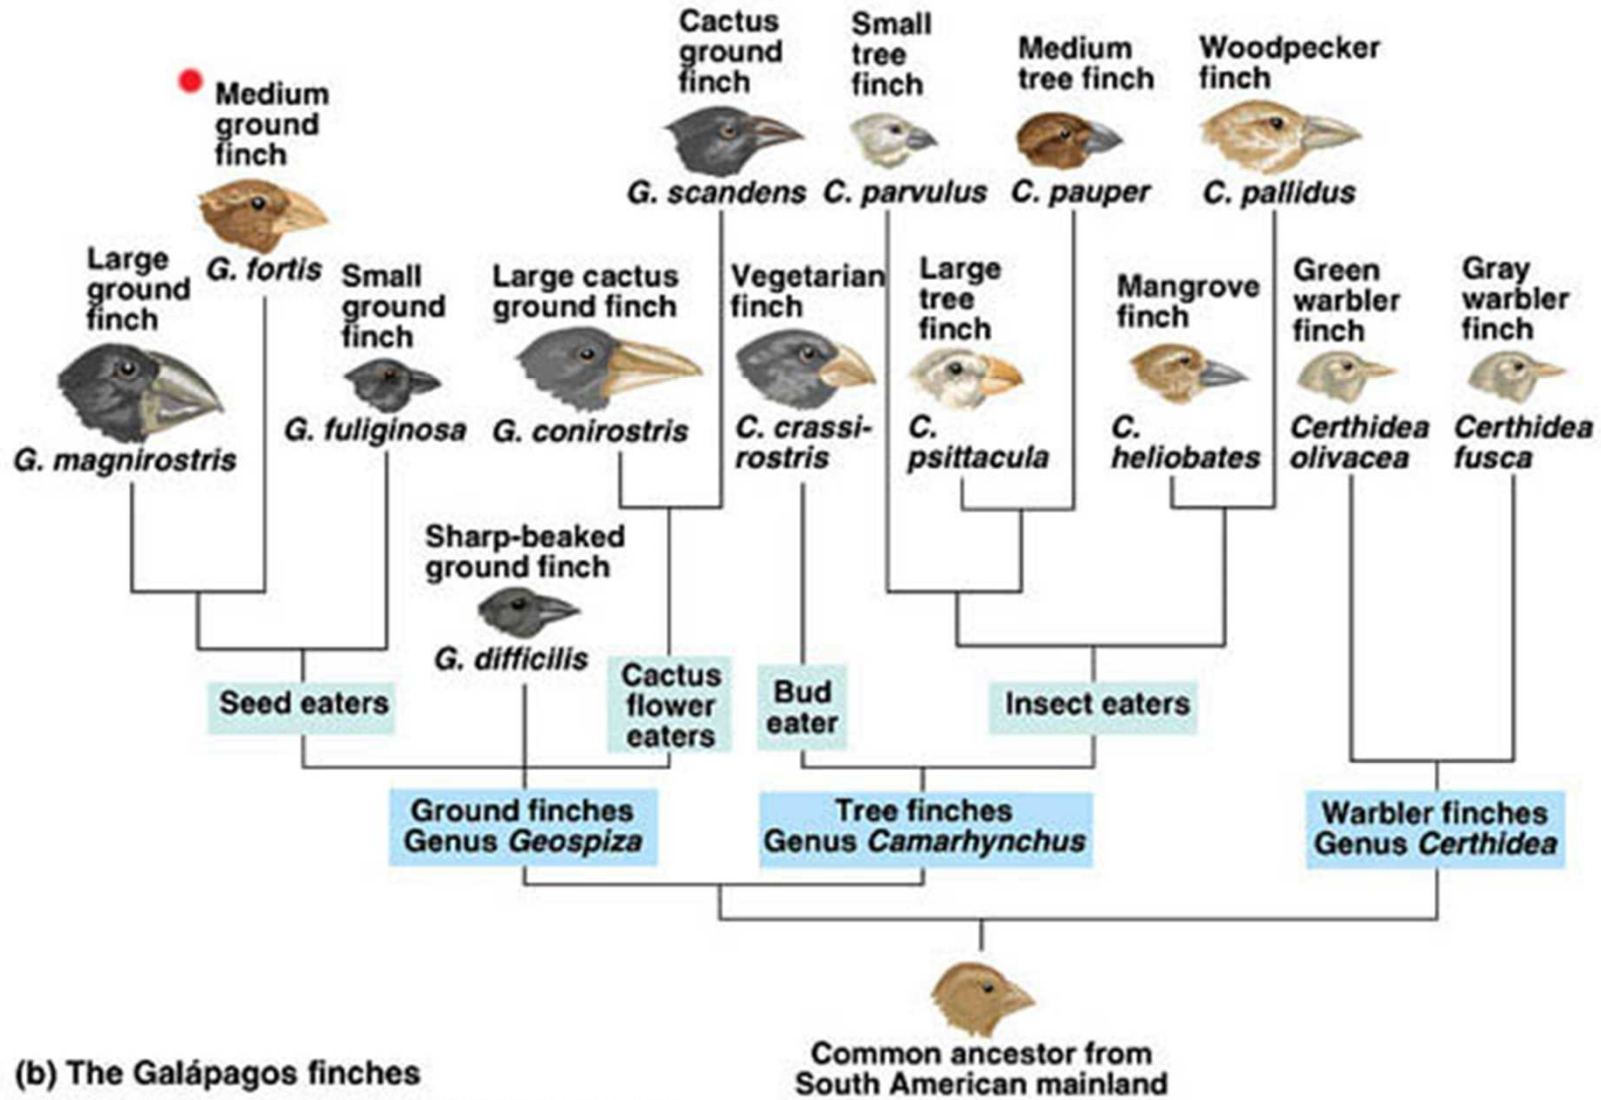 Cactus
ground
finch
G. scandens
Small
tree
finch
C. parvulus
Medium
tree finch
C. pauper
Woodpecker
finch
C. pallidus
Medium
ground
finch
G. fortis
Large
ground
finch
G. magnirostris
Small
ground
finch
G. fuliginosa
Large cactus
ground finch
G. conirostris
Vegetarian
finch
C. crassi-
rostris
Large
tree
finch
C.
psittacula
Mangrove
finch
C.
heliobates
Green
warbler
finch
Certhidea
olivacea
Gray
warbler
finch
Certhidea
fusca
Sharp-beaked
ground finch
G. difficilis
Seed eaters
Cactus
flower
eaters
Bud
eater
Insect eaters
Ground finches
Genus Geospiza
Tree finches
Genus Camarhynchus
Warbler finches
Genus Certhidea
Common ancestor from
South American mainland
(b) The Galápagos finches